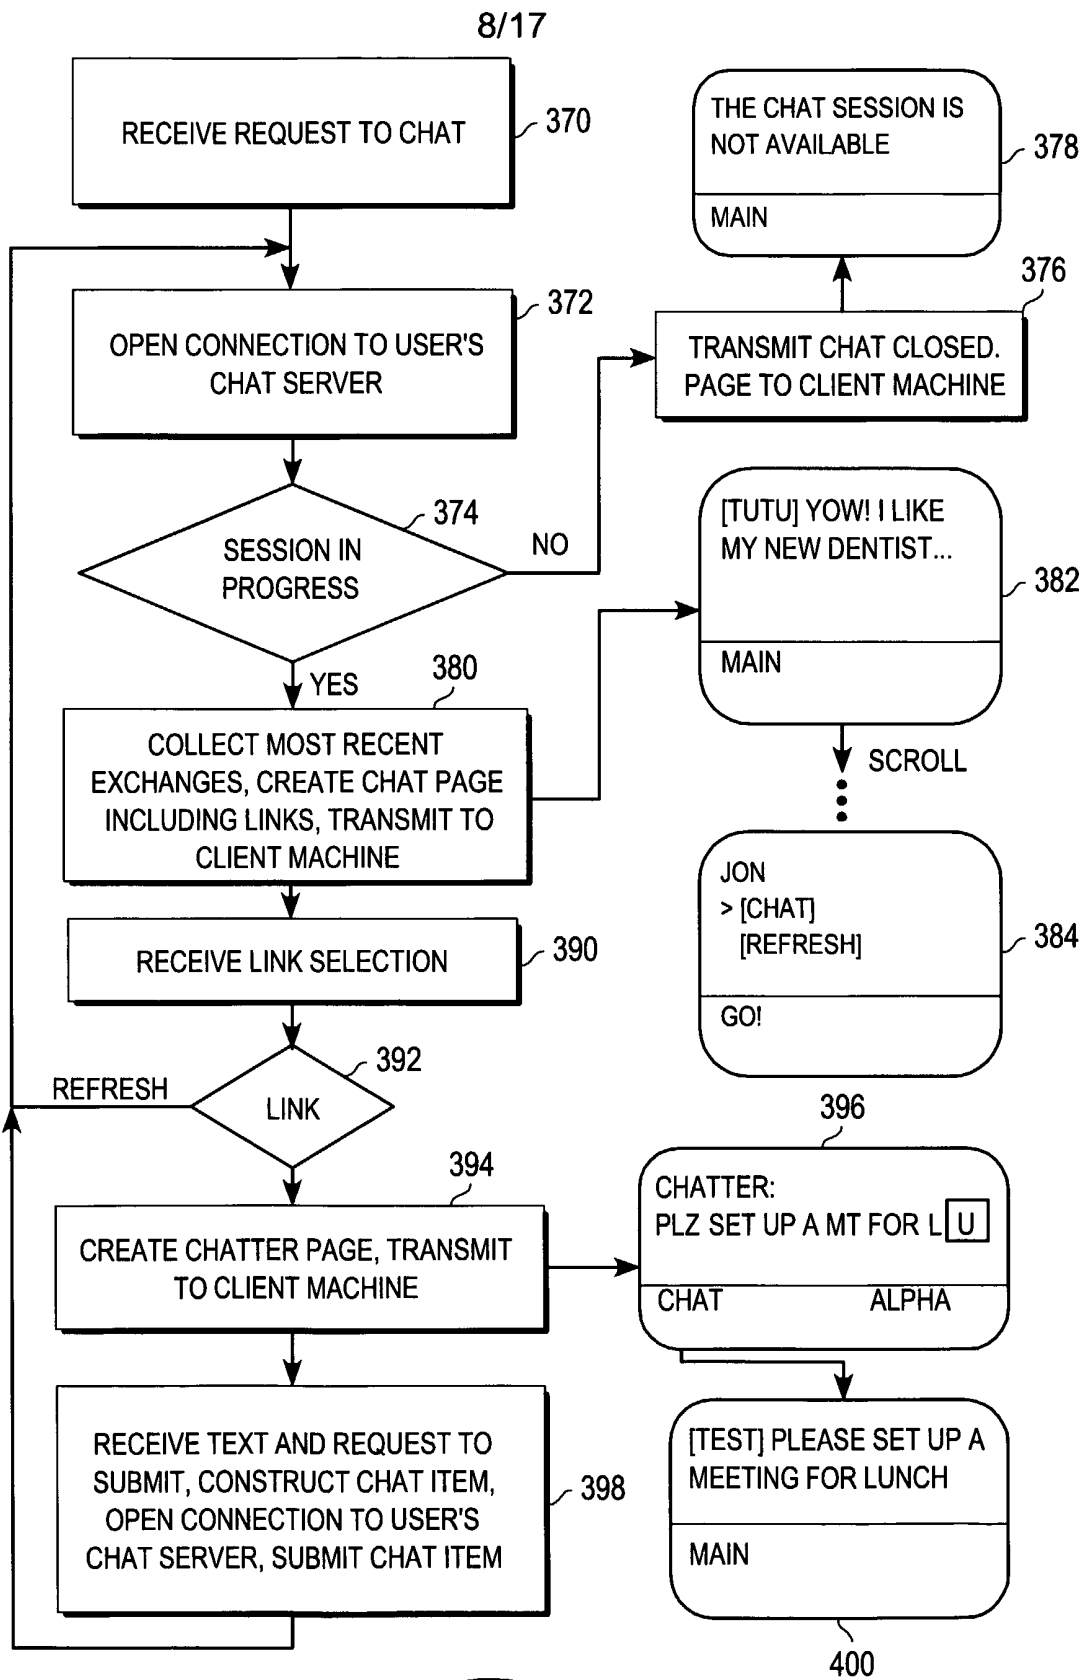 8/17
RECEIVE REQUEST TO CHAT
370
THE CHAT SESSION IS
NOT AVAILABLE
MAIN
378
OPEN CONNECTION TO USER'S
CHAT SERVER
372
TRANSMIT CHAT CLOSED.
PAGE TO CLIENT MACHINE
376
SESSION IN
PROGRESS
374
NO
YES
[TUTU] YOW! I LIKE
MY NEW DENTIST...
MAIN
382
SCROLL
COLLECT MOST RECENT
EXCHANGES, CREATE CHAT PAGE
INCLUDING LINKS, TRANSMIT TO
CLIENT MACHINE
380
JON
> [CHAT]
[REFRESH]
GO!
384
RECEIVE LINK SELECTION
390
LINK
392
REFRESH
CREATE CHATTER PAGE, TRANSMIT
TO CLIENT MACHINE
394
396
CHATTER:
PLZ SET UP A MT FOR L U
CHAT ALPHA
RECEIVE TEXT AND REQUEST TO
SUBMIT, CONSTRUCT CHAT ITEM,
OPEN CONNECTION TO USER'S
CHAT SERVER, SUBMIT CHAT ITEM
398
[TEST] PLEASE SET UP A
MEETING FOR LUNCH
MAIN
400